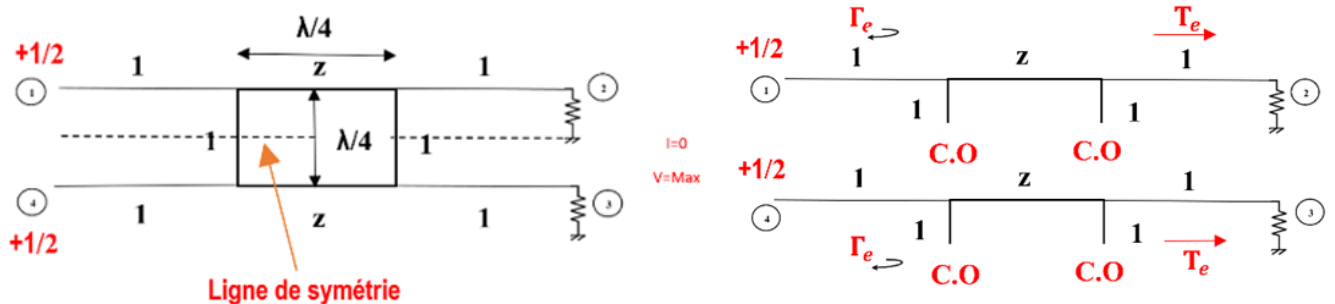 λ/4
+1/2
1 z 1
1 2
1 λ/4 1
4 3
1 z 1
+1/2
Ligne de symétrie
I=0
V=Max
Γe Te
+1/2
1 z 1
1 2
1 1
C.O C.O
+1/2
1 z 1
4 3
1 1
Γe Te
C.O C.O